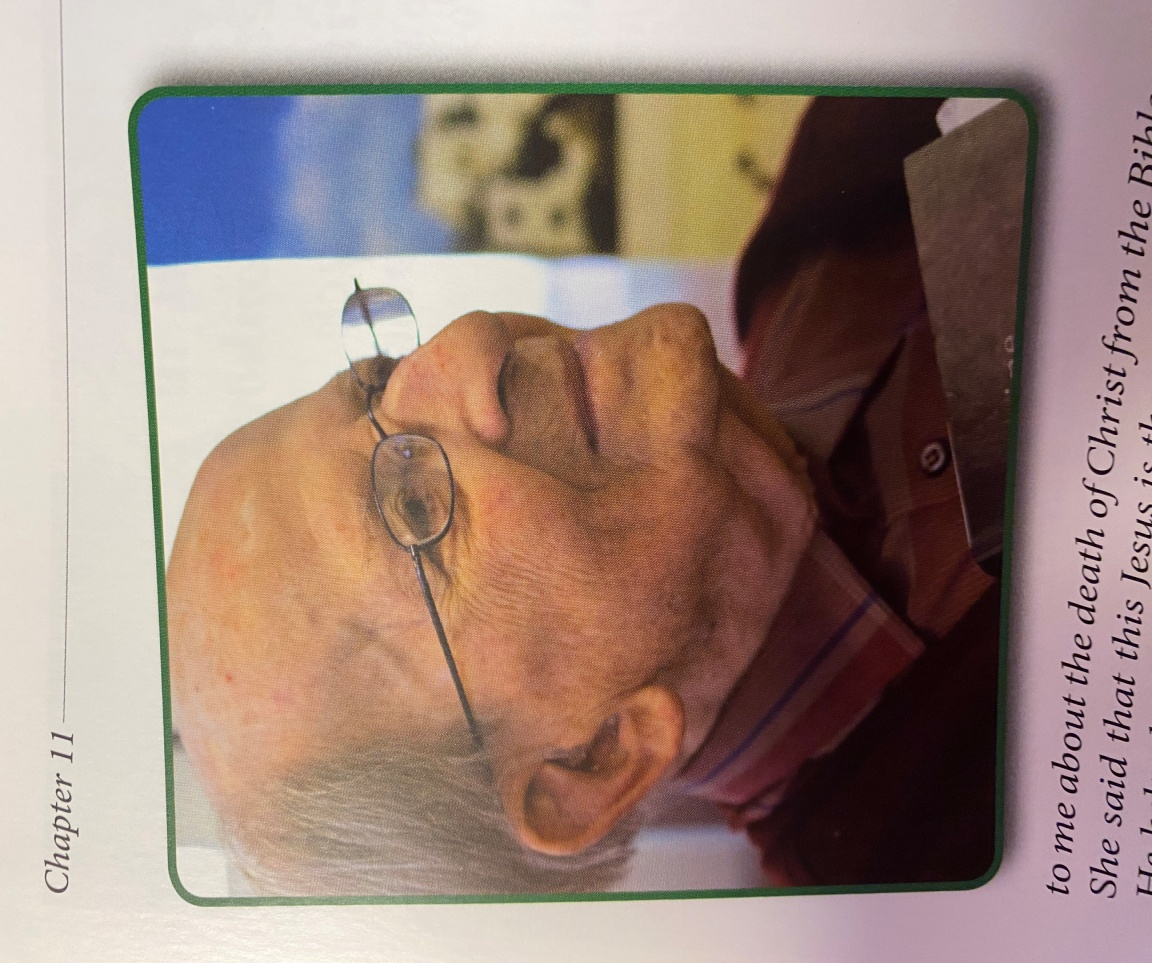 Chapter 11
to me about the death of Christ from the Bible
She said that this Jesus is